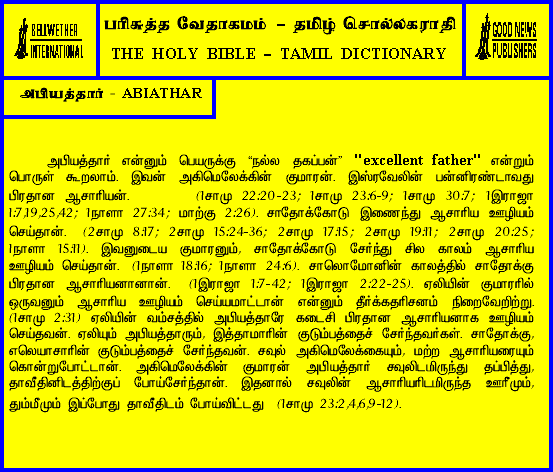 BELLWETHER
INTERNATIONAL
பரிசுத்த வேதாகமம் – தமிழ் சொல்லகராதி
THE HOLY BIBLE – TAMIL DICTIONARY
GOOD NEWS
PUBLISHERS
அபியத்தார் - ABIATHAR
அபியத்தார் என்னும் பெயருக்கு “நல்ல தகப்பன்” "excellent father" என்றும்
பொருள் கூறலாம். இவன் அகிமெலேக்கின் குமாரன். இஸ்ரவேலின் பன்னிரண்டாவது
பிரதான ஆசாரியன். (1சாமு 22:20-23; 1சாமு 23:6-9; 1சாமு 30:7; 1இராஜா
1:7,19,25,42; 1நாளா 27:34; மாற்கு 2:26). சாதோக்கோடு இணைந்து ஆசாரிய ஊழியம்
செய்தான். (2சாமு 8:17; 2சாமு 15:24-36; 2சாமு 17:15; 2சாமு 19:11; 2சாமு 20:25;
1நாளா 15:11). இவனுடைய குமாரனும், சாதோக்கோடு சேர்ந்து சில காலம் ஆசாரிய
ஊழியம் செய்தான். (1நாளா 18:16; 1நாளா 24:6). சாலொமோனின் காலத்தில் சாதோக்கு
பிரதான ஆசாரியனானான். (1இராஜா 1:7-42; 1இராஜா 2:22-25). ஏலியின் குமாரரில்
ஒருவனும் ஆசாரிய ஊழியம் செய்யமாட்டான் என்னும் தீர்க்கதரிசனம் நிறைவேறிற்று.
(1சாமு 2:31) ஏலியின் வம்சத்தில் அபியத்தாரே கடைசி பிரதான ஆசாரியனாக ஊழியம்
செய்தவன். ஏலியும் அபியத்தாரும், இத்தாமாரின் குடும்பத்தைச் சேர்ந்தவர்கள். சாதோக்கு,
எலெயாசாரின் குடும்பத்தைச் சேர்ந்தவன். சவுல் அகிமெலேக்கையும், மற்ற ஆசாரியரையும்
கொன்றுபோட்டான். அகிமெலேக்கின் குமாரன் அபியத்தார் சவுலிடமிருந்து தப்பித்து,
தாவீதினிடத்திற்குப் போய்சேர்ந்தான். இதனால் சவுலின் ஆசாரியரிடமிருந்த ஊரீமும்,
தும்மீமும் இப்போது தாவீதிடம் போய்விட்டது (1சாமு 23:2,4,6,9-12).